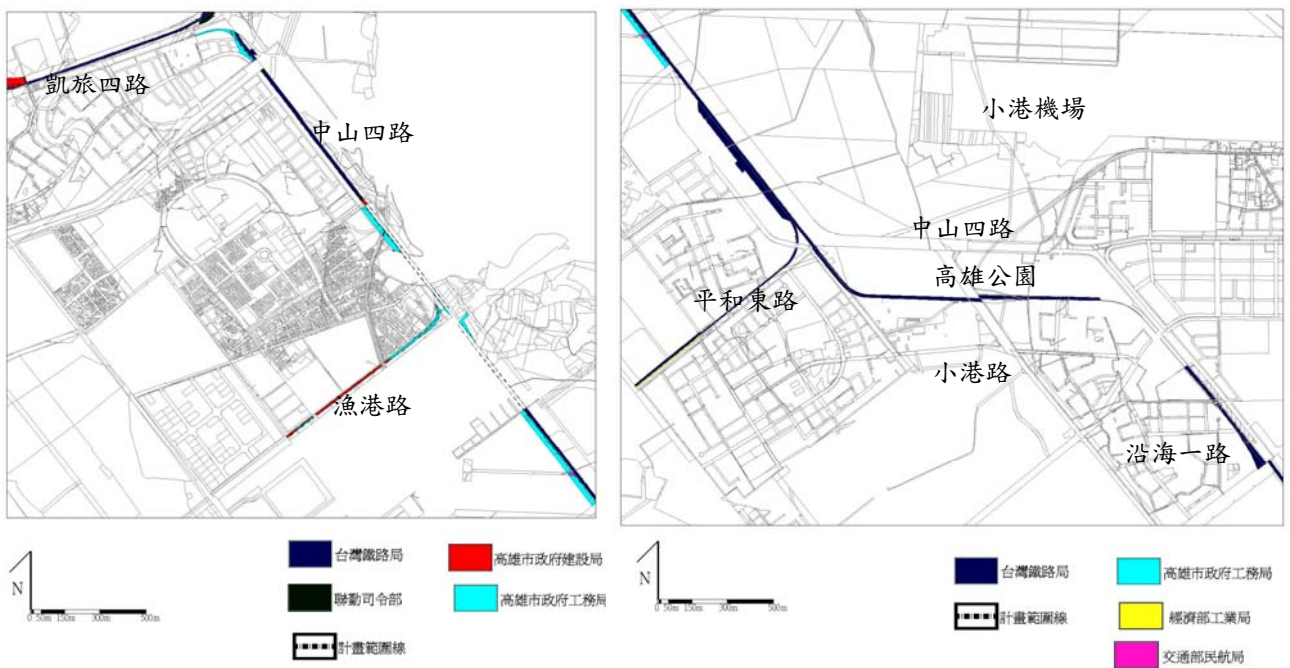 凱旅四路
中山四路
漁港路
小港機場
中山四路
高雄公園
平和東路
小港路
沿海一路
N
0 50m 150m 300m 500m
台灣鐵路局
高雄市政府建設局
聯勤司令部
高雄市政府工務局
計畫範圍線
N
0 50m 150m 300m 500m
台灣鐵路局
高雄市政府工務局
計畫範圍線
經濟部工業局
交通部民航局